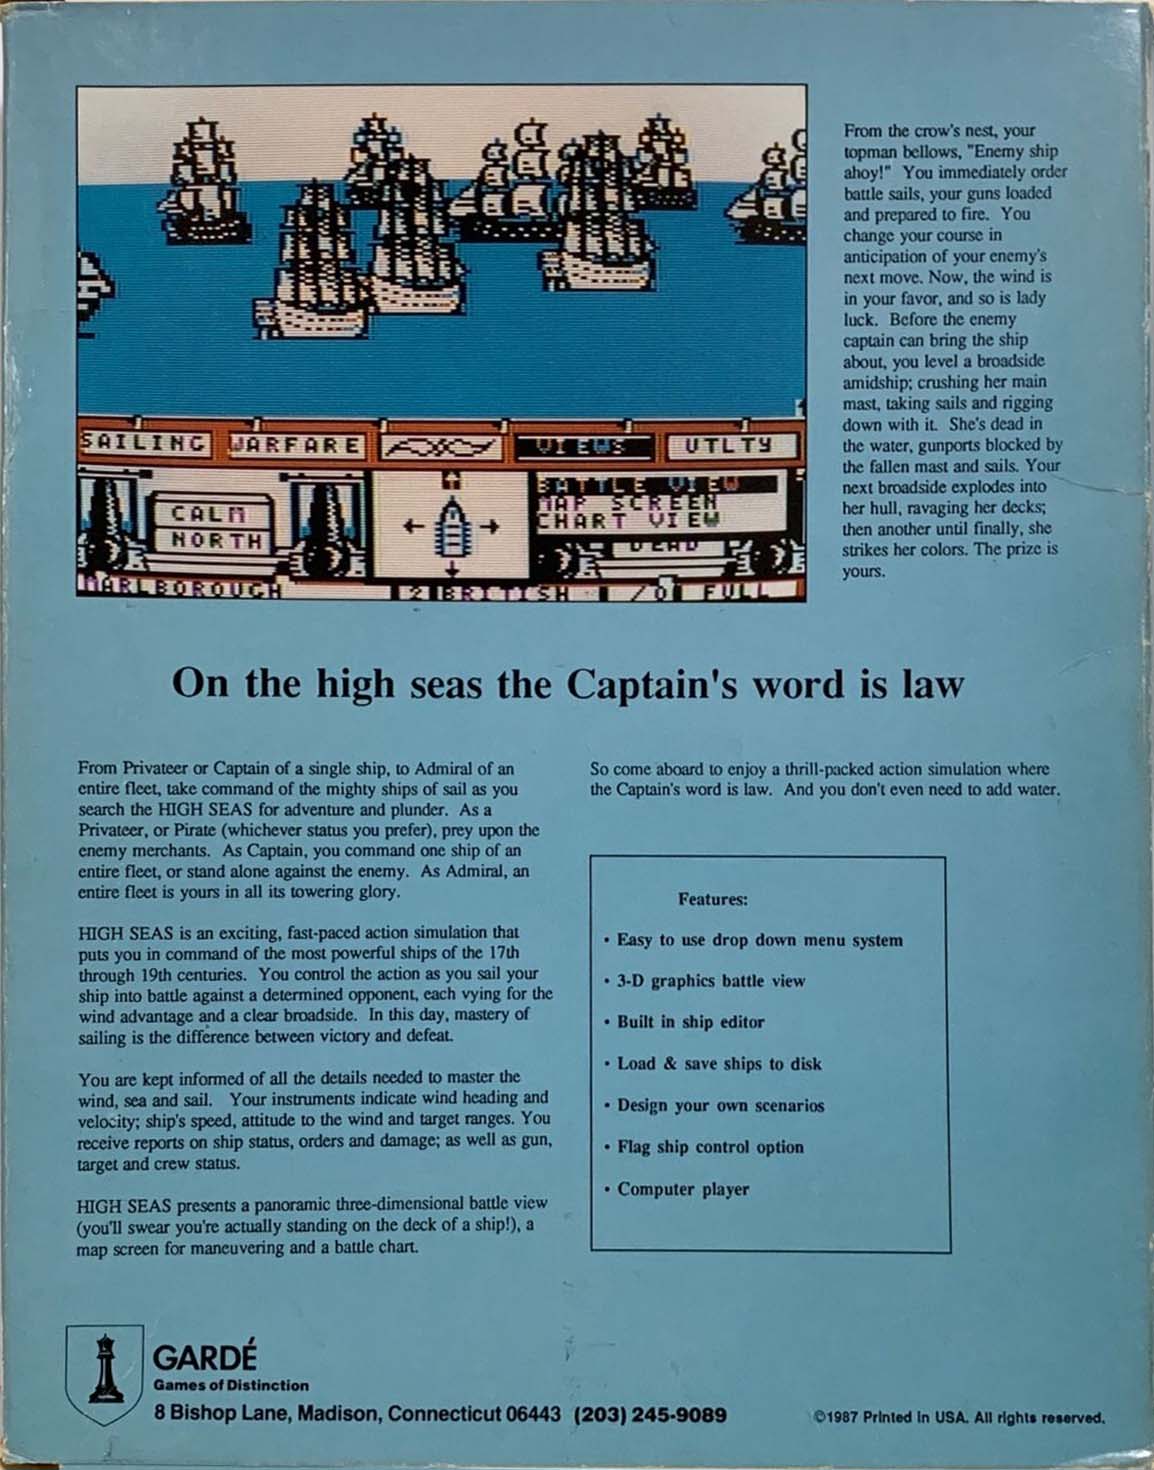 From the crow's nest, your
topman bellows, "Enemy ship
ahoy!" You immediately order
battle sails, your guns loaded
and prepared to fire. You
change your course in
anticipation of your enemy's
next move. Now, the wind is
in your favor, and so is lady
luck. Before the enemy
captain can bring the ship
about, you level a broadside
amidship; crushing her main
mast, taking sails and rigging
down with it. She's dead in
the water, gunports blocked by
the fallen mast and sails. Your
next broadside explodes into
her hull, ravaging her decks;
then another until finally, she
strikes her colors. The prize is
yours.
SAILING WARFARE VIEWS UTLTY
BATTLE VIEW
MAP SCREEN
CHART VIEW
CALM
NORTH
DEAD
MARLBOROUGH 2 BRITISH /0 FULL
On the high seas the Captain's word is law
From Privateer or Captain of a single ship, to Admiral of an
entire fleet, take command of the mighty ships of sail as you
search the HIGH SEAS for adventure and plunder. As a
Privateer, or Pirate (whichever status you prefer), prey upon the
enemy merchants. As Captain, you command one ship of an
entire fleet, or stand alone against the enemy. As Admiral, an
entire fleet is yours in all its towering glory.
HIGH SEAS is an exciting, fast-paced action simulation that
puts you in command of the most powerful ships of the 17th
through 19th centuries. You control the action as you sail your
ship into battle against a determined opponent, each vying for the
wind advantage and a clear broadside. In this day, mastery of
sailing is the difference between victory and defeat.
You are kept informed of all the details needed to master the
wind, sea and sail. Your instruments indicate wind heading and
velocity; ship's speed, attitude to the wind and target ranges. You
receive reports on ship status, orders and damage; as well as gun,
target and crew status.
HIGH SEAS presents a panoramic three-dimensional battle view
(you'll swear you're actually standing on the deck of a ship!), a
map screen for maneuvering and a battle chart.
So come aboard to enjoy a thrill-packed action simulation where
the Captain's word is law. And you don't even need to add water.
Features:
• Easy to use drop down menu system
• 3-D graphics battle view
• Built in ship editor
• Load & save ships to disk
• Design your own scenarios
• Flag ship control option
• Computer player
GARDÉ
Games of Distinction
8 Bishop Lane, Madison, Connecticut 06443 (203) 245-9089
©1987 Printed in USA. All rights reserved.